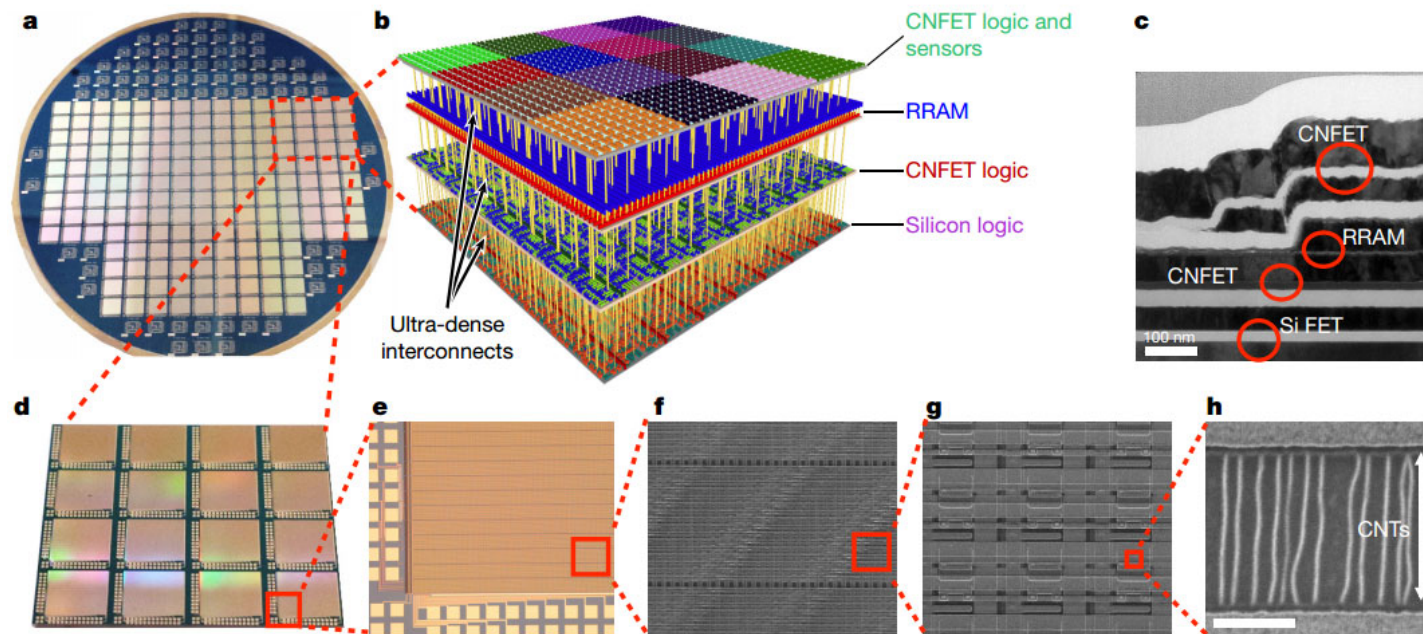 a
b
CNFET logic and
sensors
RRAM
CNFET logic
Silicon logic
Ultra-dense
interconnects
c
CNFET
RRAM
CNFET
Si FET
100 nm
d
e
f
g
h
CNTs